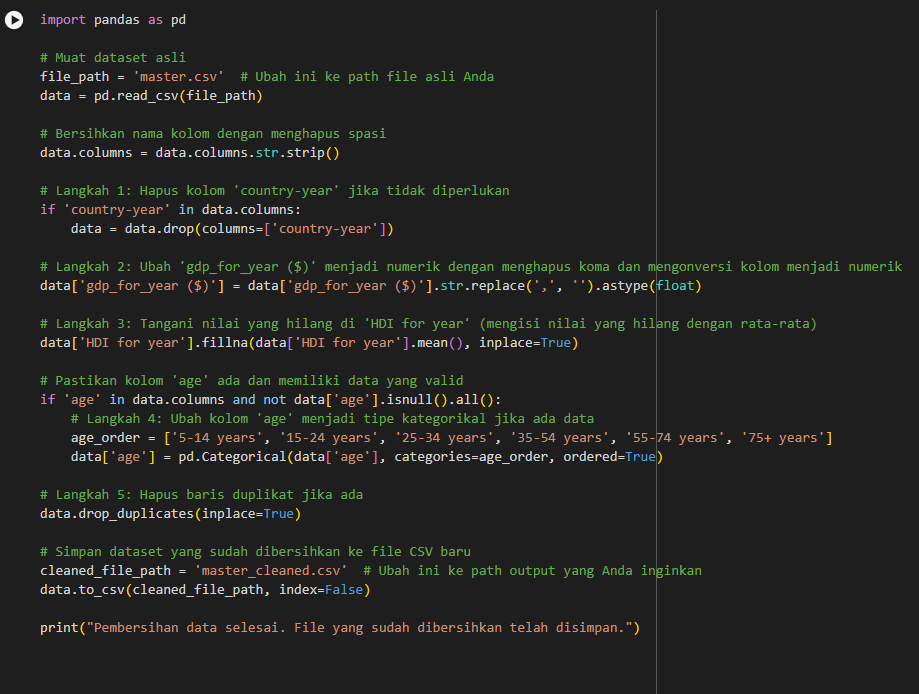 import pandas as pd
# Muat dataset asli
file_path = 'master.csv'  # Ubah ini ke path file asli Anda
data = pd.read_csv(file_path)
# Bersihkan nama kolom dengan menghapus spasi
data.columns = data.columns.str.strip()
# Langkah 1: Hapus kolom 'country-year' jika tidak diperlukan
if 'country-year' in data.columns:
    data = data.drop(columns=['country-year'])
# Langkah 2: Ubah 'gdp_for_year ($)' menjadi numerik dengan menghapus koma dan mengonversi kolom menjadi numerik
data['gdp_for_year ($)'] = data['gdp_for_year ($)'].str.replace(',', '').astype(float)
# Langkah 3: Tangani nilai yang hilang di 'HDI for year' (mengisi nilai yang hilang dengan rata-rata)
data['HDI for year'].fillna(data['HDI for year'].mean(), inplace=True)
# Pastikan kolom 'age' ada dan memiliki data yang valid
if 'age' in data.columns and not data['age'].isnull().all():
    # Langkah 4: Ubah kolom 'age' menjadi tipe kategorikal jika ada data
    age_order = ['5-14 years', '15-24 years', '25-34 years', '35-54 years', '55-74 years', '75+ years']
    data['age'] = pd.Categorical(data['age'], categories=age_order, ordered=True)
# Langkah 5: Hapus baris duplikat jika ada
data.drop_duplicates(inplace=True)
# Simpan dataset yang sudah dibersihkan ke file CSV baru
cleaned_file_path = 'master_cleaned.csv'  # Ubah ini ke path output yang Anda inginkan
data.to_csv(cleaned_file_path, index=False)
print("Pembersihan data selesai. File yang sudah dibersihkan telah disimpan.")